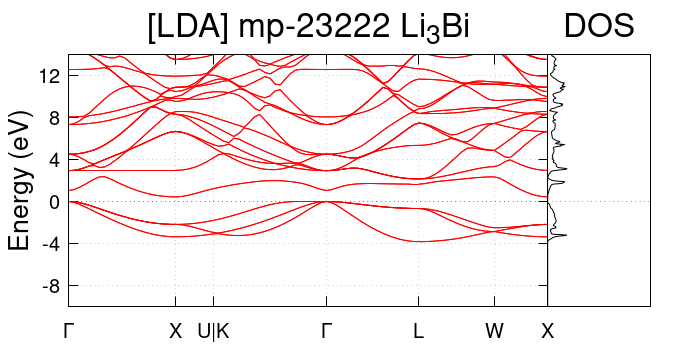 [LDA] mp-23222 Li₃Bi
DOS
Energy (eV)
12
8
4
0
-4
-8
Γ X U|K Γ L W X